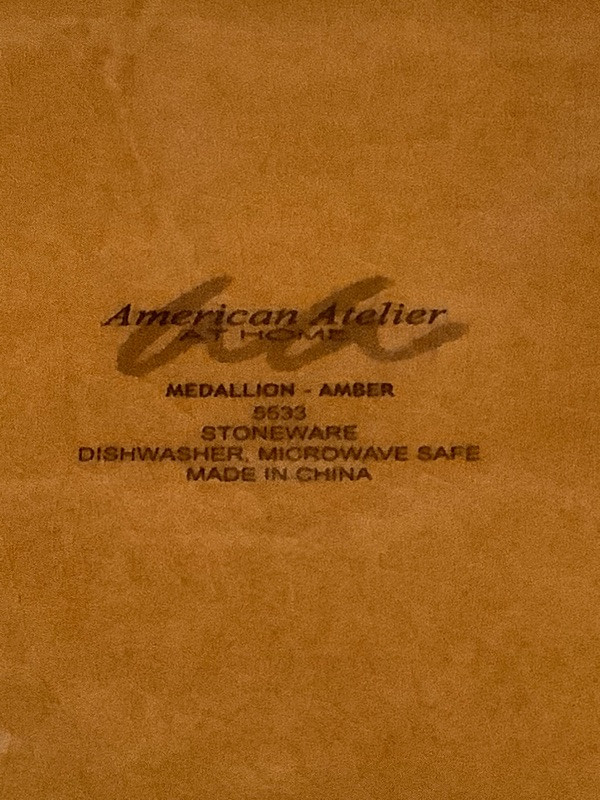 American Atelier
AT HOME
MEDALLION - AMBER
5533
STONEWARE
DISHWASHER, MICROWAVE SAFE
MADE IN CHINA